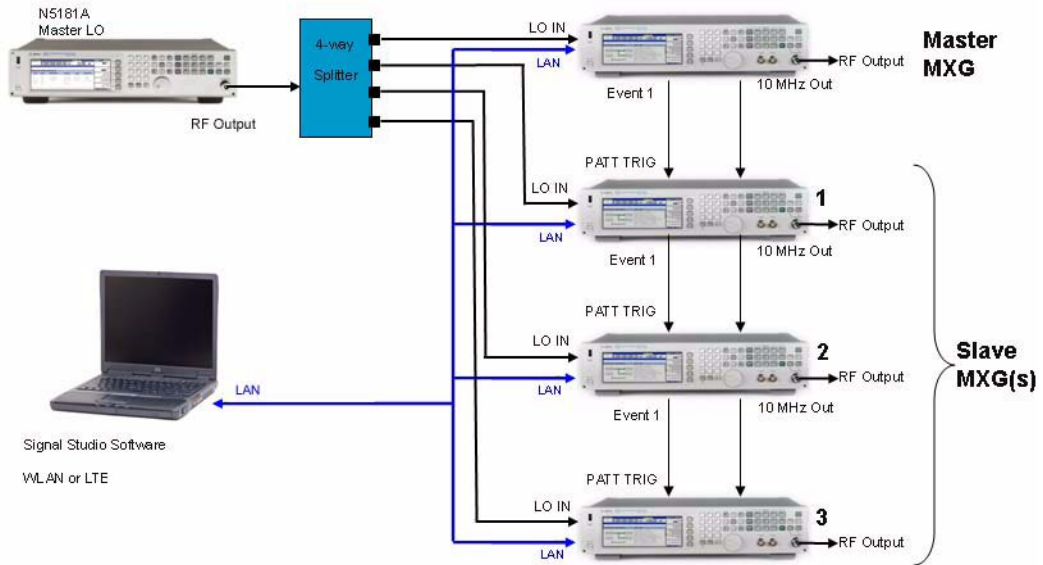 N5181A
Master LO
RF Output
4-way
Splitter
LO IN
LAN
RF Output
Master
MXG
Event 1
10 MHz Out
PATT TRIG
LO IN
1
LAN
RF Output
Event 1
10 MHz Out
PATT TRIG
LO IN
2
LAN
RF Output
Event 1
10 MHz Out
Slave
MXG(s)
LAN
Signal Studio Software
WLAN or LTE
PATT TRIG
LO IN
3
LAN
RF Output